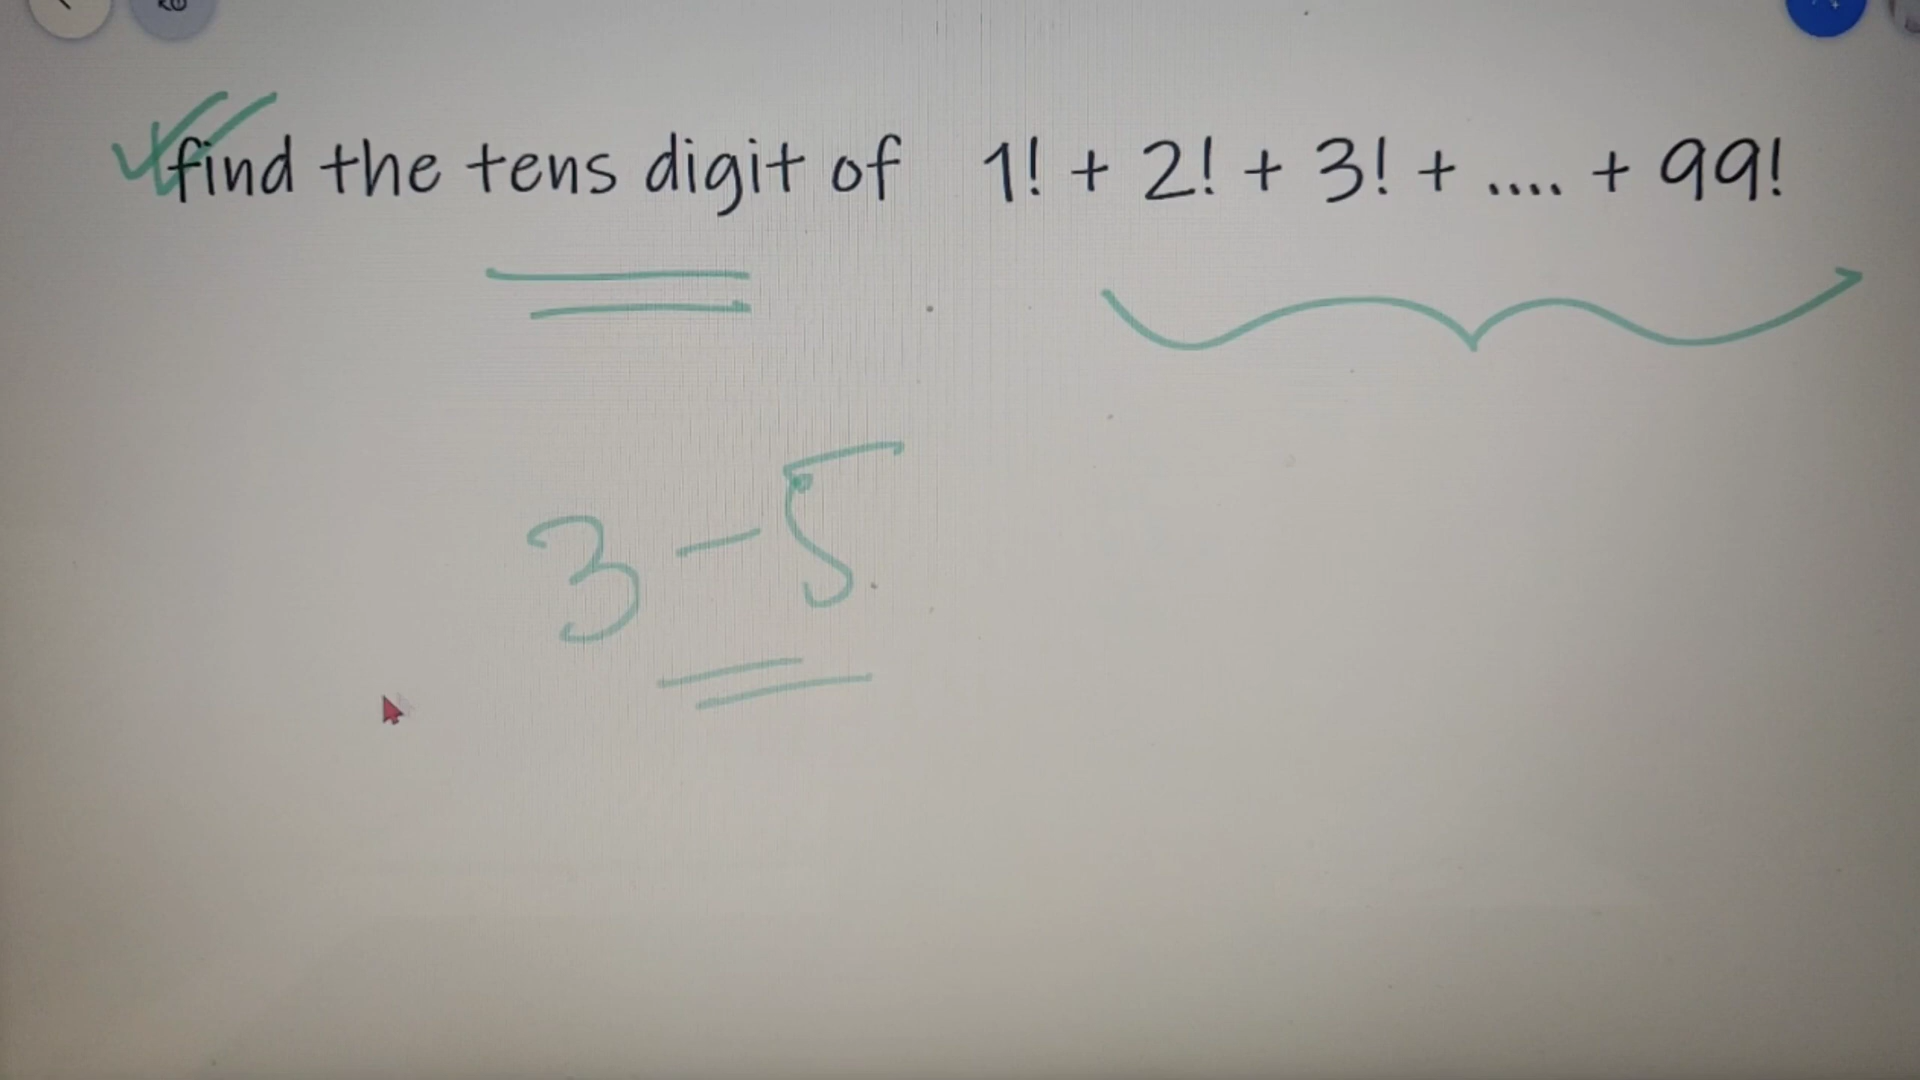 find the tens digit of 1! + 2! + 3! + .... + 99!
3 - 5